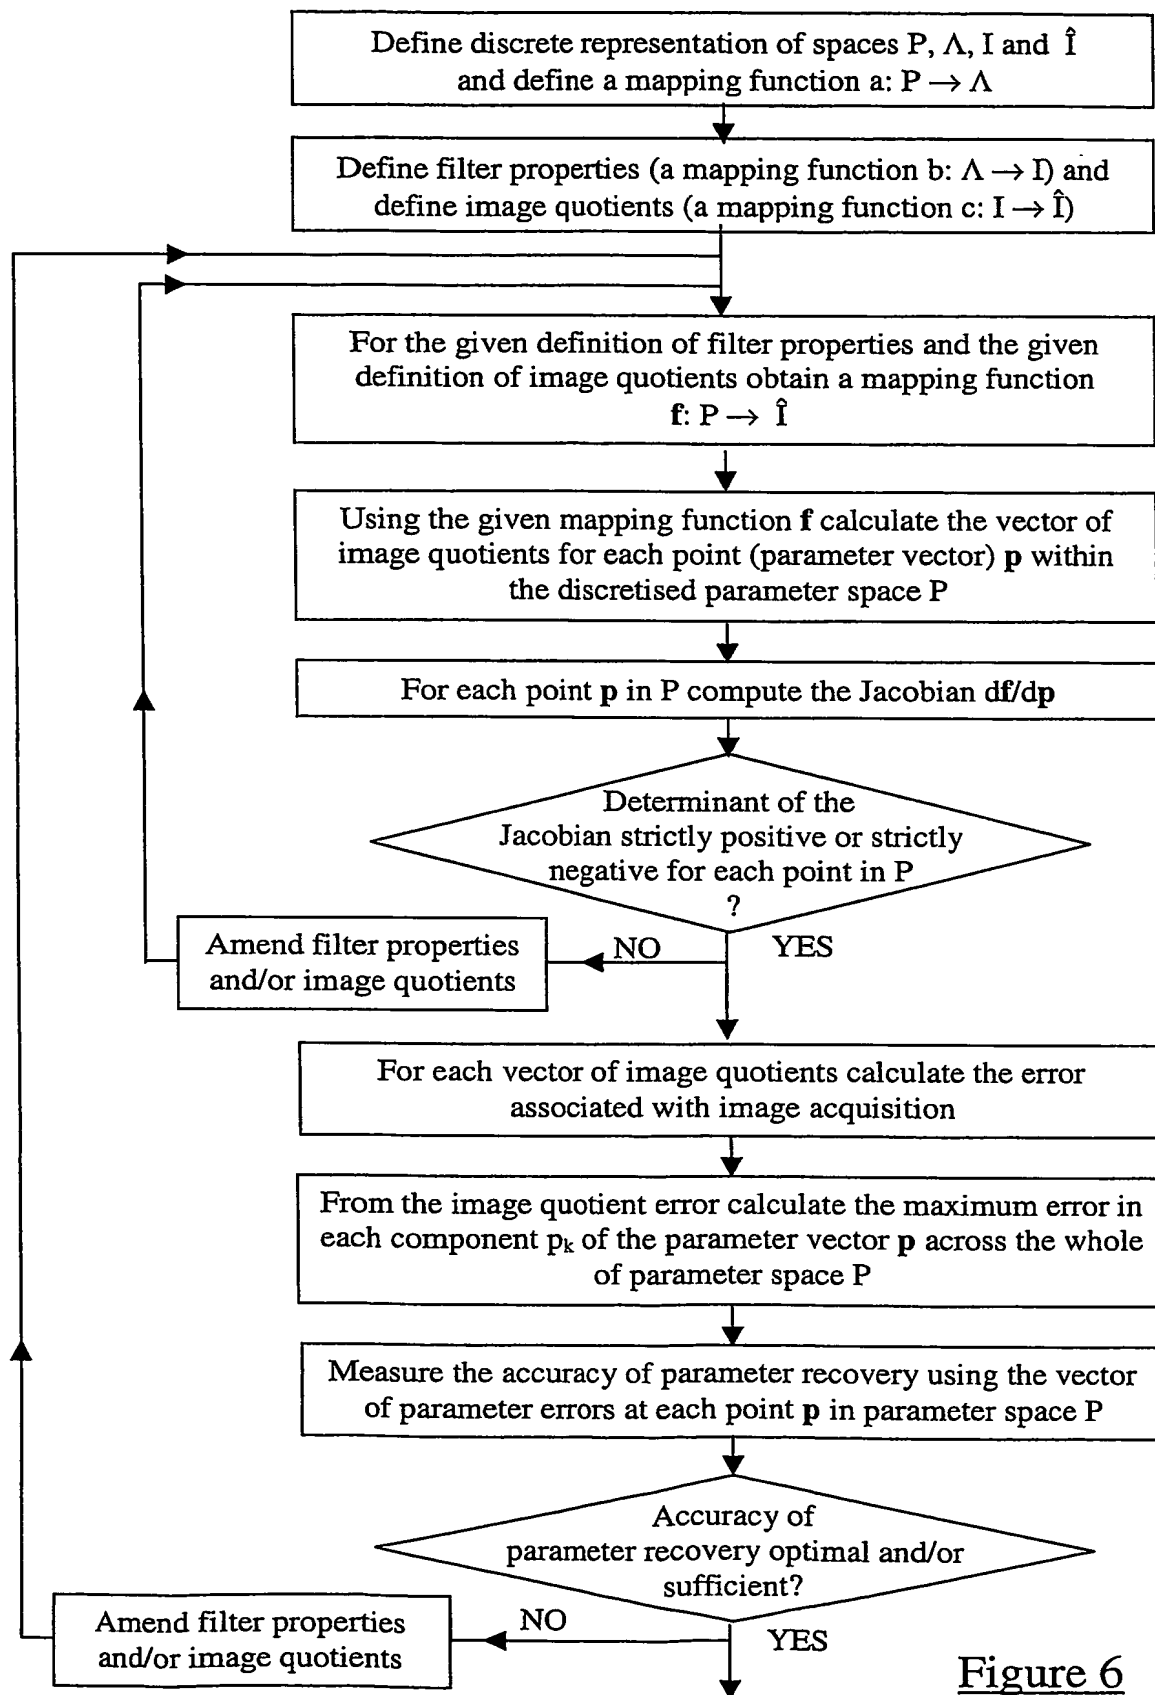 Define discrete representation of spaces P, Λ, I and Î
and define a mapping function a: P → Λ
Define filter properties (a mapping function b: Λ → I) and
define image quotients (a mapping function c: I → Î)
For the given definition of filter properties and the given
definition of image quotients obtain a mapping function
f: P → Î
Using the given mapping function f calculate the vector of
image quotients for each point (parameter vector) p within
the discretised parameter space P
For each point p in P compute the Jacobian df/dp
Determinant of the
Jacobian strictly positive or strictly
negative for each point in P
?
Amend filter properties
and/or image quotients
NO
YES
For each vector of image quotients calculate the error
associated with image acquisition
From the image quotient error calculate the maximum error in
each component pₖ of the parameter vector p across the whole
of parameter space P
Measure the accuracy of parameter recovery using the vector
of parameter errors at each point p in parameter space P
Accuracy of
parameter recovery optimal and/or
sufficient?
Amend filter properties
and/or image quotients
NO
YES
Figure 6